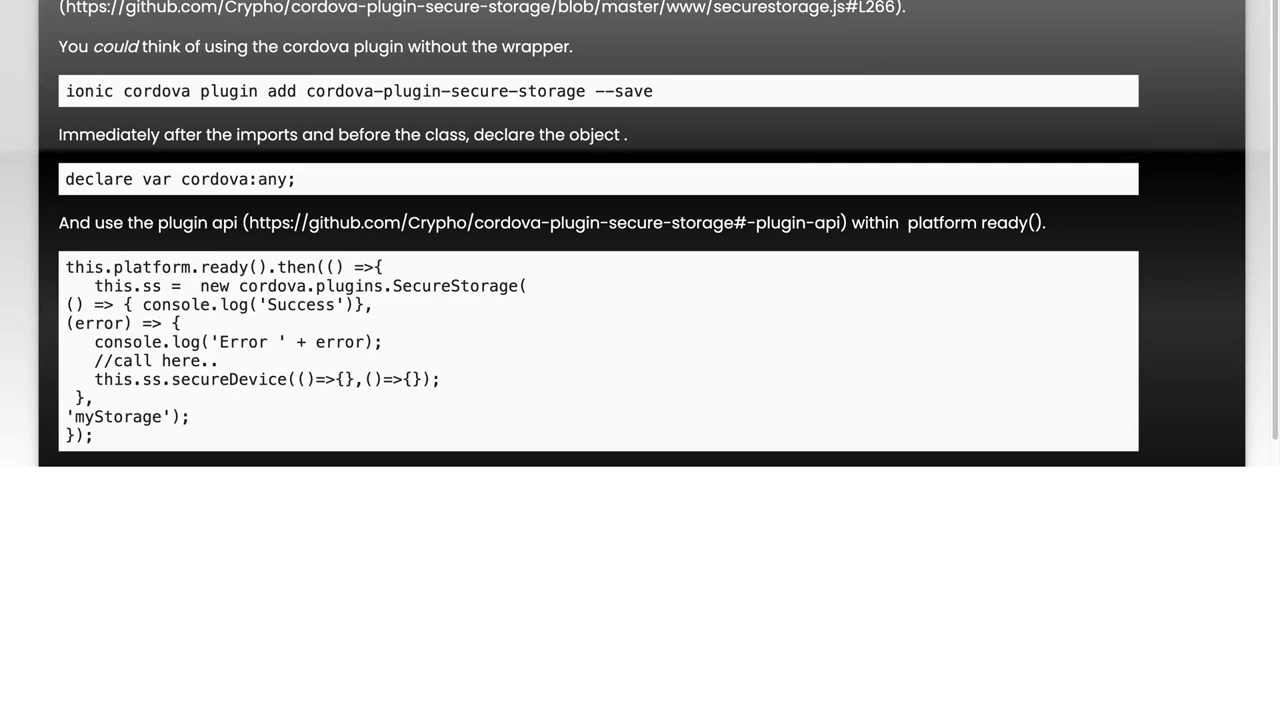 (https://github.com/Crypho/cordova-plugin-secure-storage/blob/master/www/securestorage.js#L266).
You could think of using the cordova plugin without the wrapper.
ionic cordova plugin add cordova-plugin-secure-storage --save
Immediately after the imports and before the class, declare the object .
declare var cordova:any;
And use the plugin api (https://github.com/Crypho/cordova-plugin-secure-storage#-plugin-api) within  platform ready().
this.platform.ready().then(() =>{
   this.ss =  new cordova.plugins.SecureStorage(
() => { console.log('Success')},
(error) => {
   console.log('Error ' + error);
   //call here..
   this.ss.secureDevice(()=>{},()=>{});
 },
'myStorage');
});